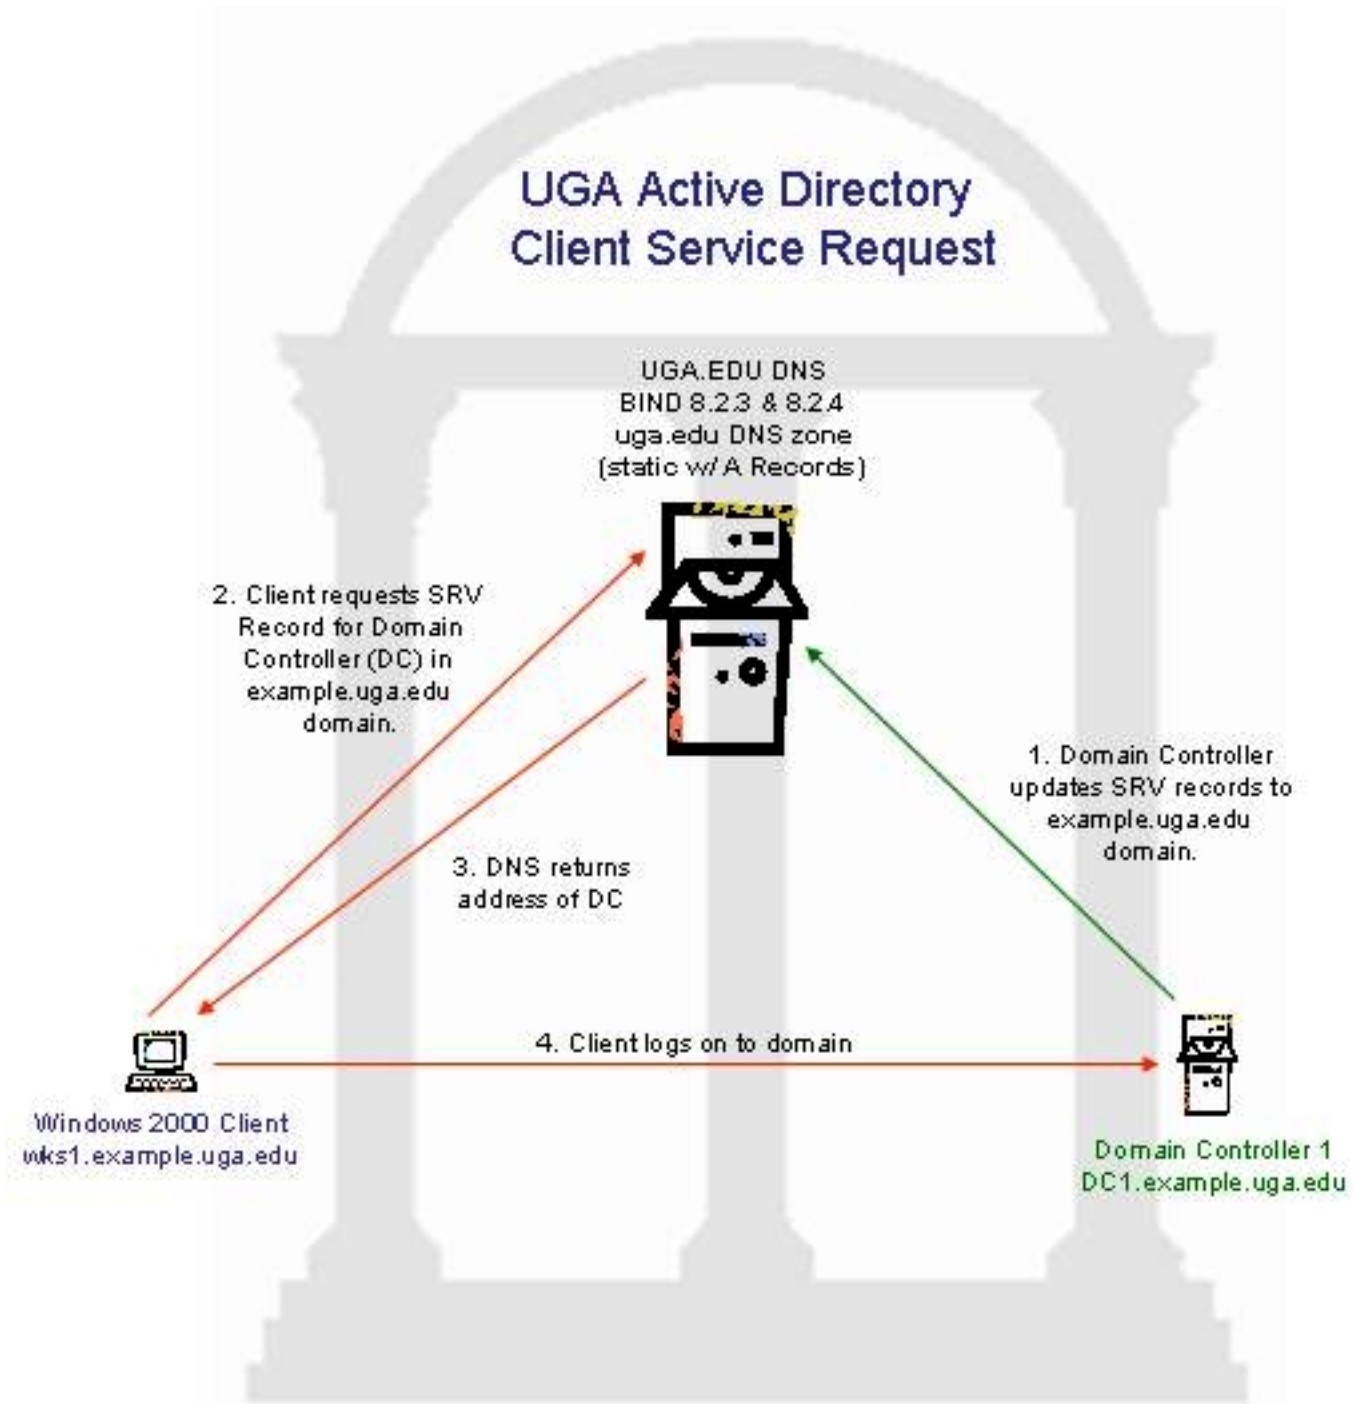 UGA Active Directory
Client Service Request
UGA.EDU DNS
BIND 8.2.3 & 8.2.4
uga.edu DNS zone
(static w/ A Records)
2. Client requests SRV
Record for Domain
Controller (DC) in
example.uga.edu
domain.
1. Domain Controller
updates SRV records to
example.uga.edu
domain.
3. DNS returns
address of DC
4. Client logs on to domain
Windows 2000 Client
wks1.example.uga.edu
Domain Controller 1
DC1.example.uga.edu